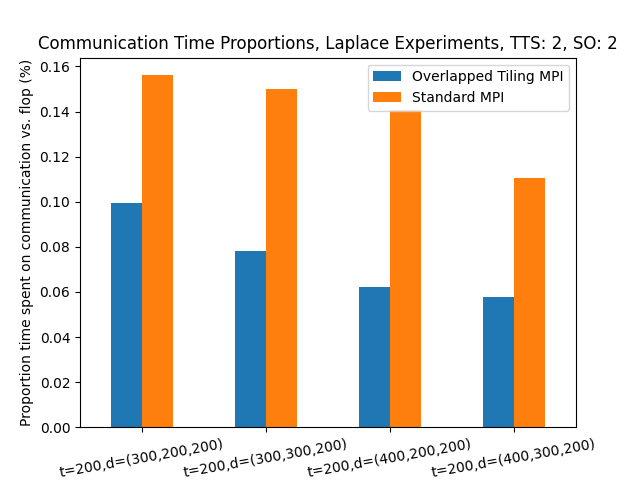 Communication Time Proportions, Laplace Experiments, TTS: 2, SO: 2
Overlapped Tiling MPI
Standard MPI
Proportion time spent on communication vs. flop (%)
0.16
0.14
0.12
0.10
0.08
0.06
0.04
0.02
0.00
t=200,d=(300,200,200)
t=200,d=(300,300,200)
t=200,d=(400,200,200)
t=200,d=(400,300,200)